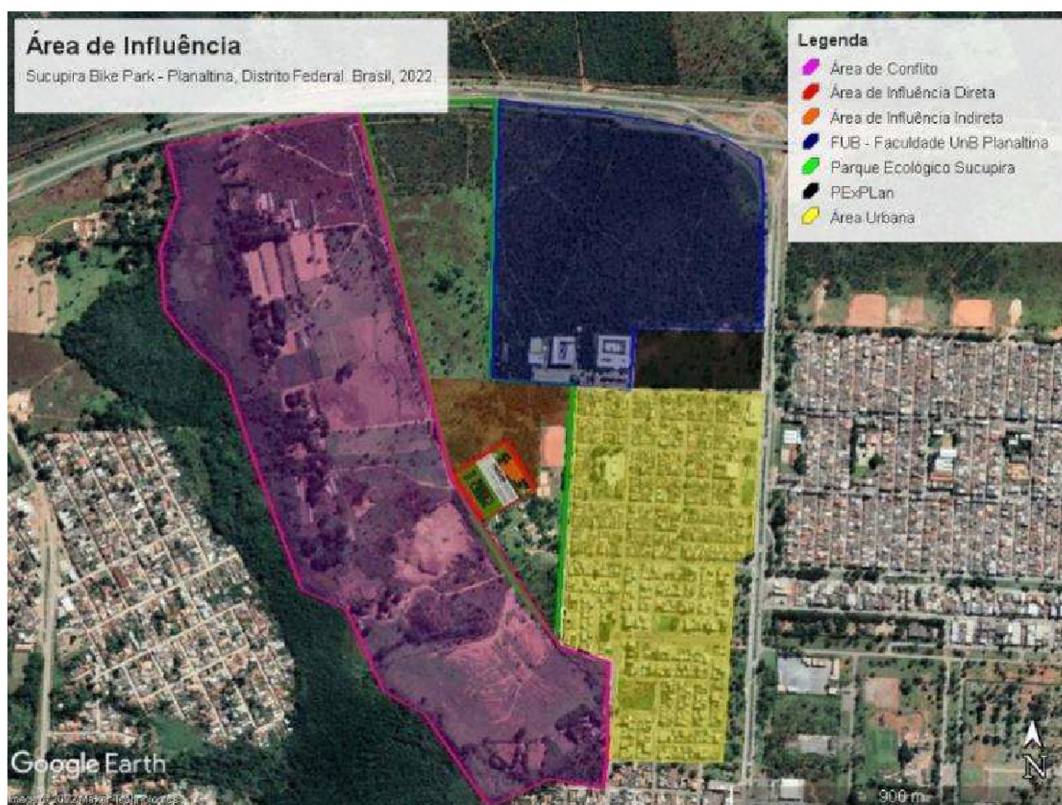 Área de Influência
Sucupira Bike Park - Planaltina, Distrito Federal. Brasil, 2022.
Legenda
Área de Conflito
Área de Influência Direta
Área de Influência Indireta
FUB - Faculdade UnB Planaltina
Parque Ecológico Sucupira
PExPLan
Área Urbana
Google Earth
N
900 m